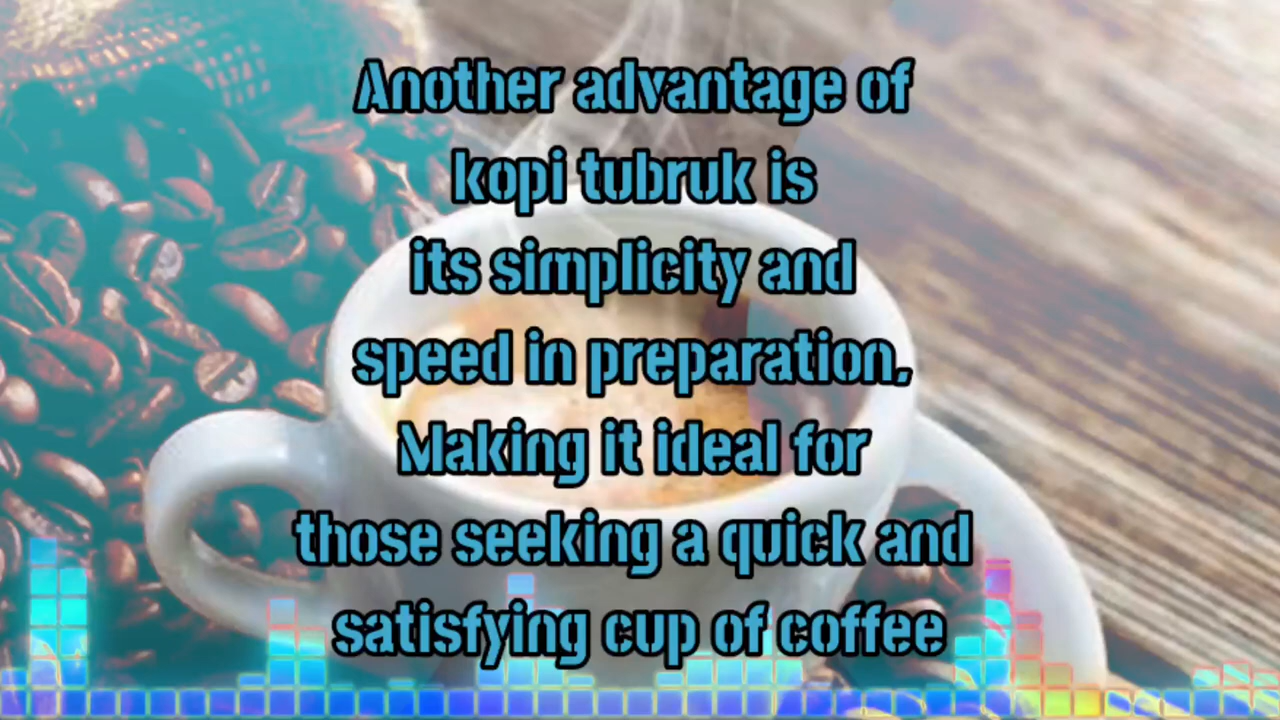 Another advantage of
kopi tubruk is
its simplicity and
speed in preparation.
Making it ideal for
those seeking a quick and
satisfying cup of coffee